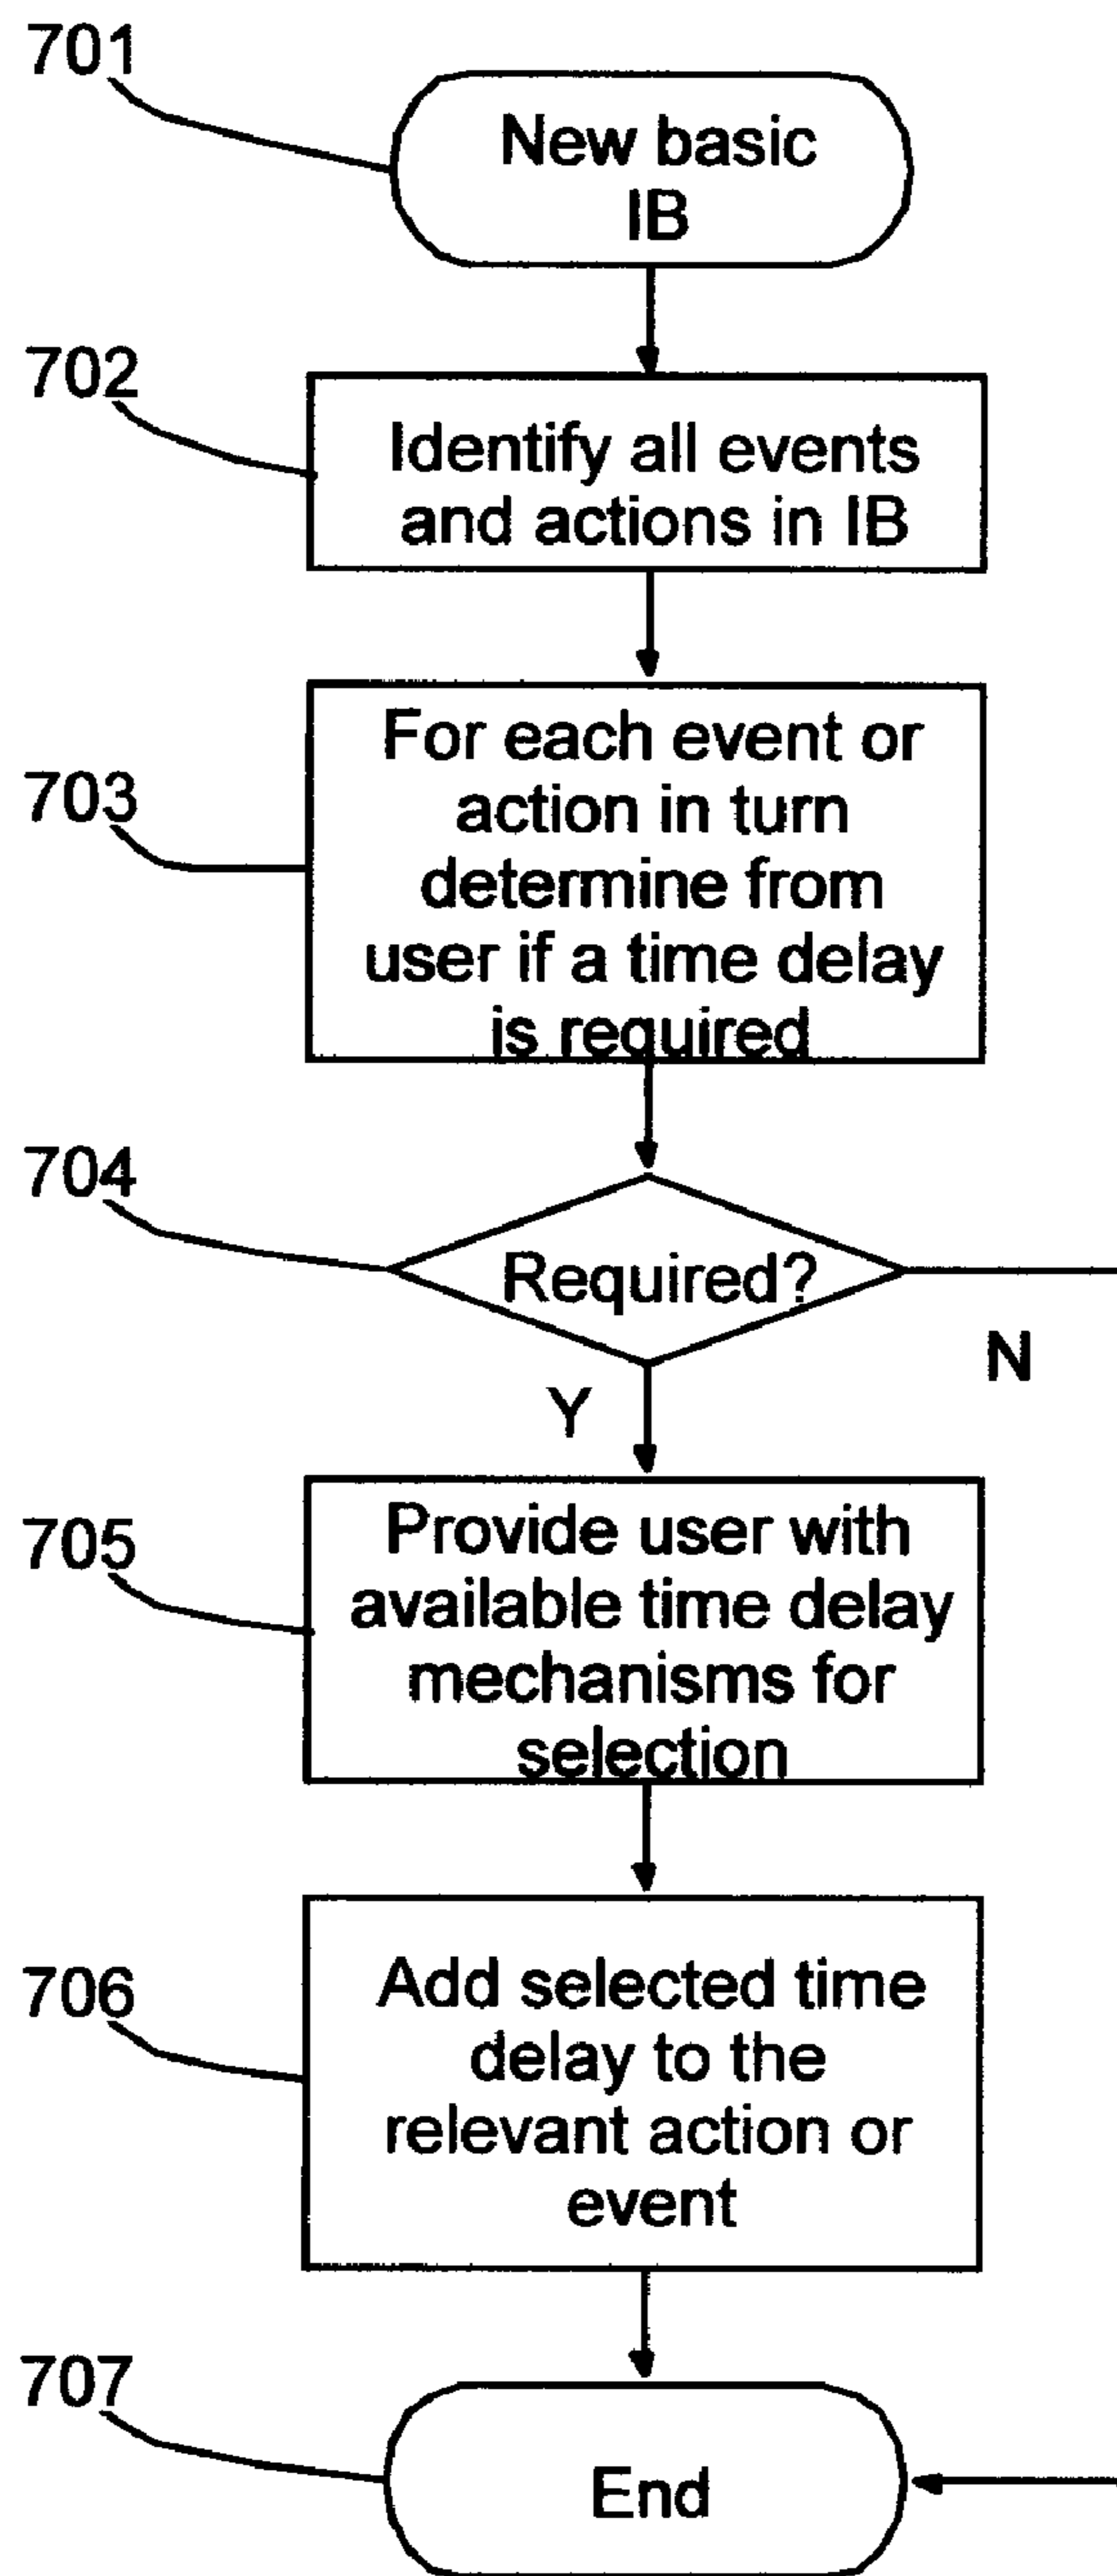 701
New basic
IB
702
Identify all events
and actions in IB
703
For each event or
action in turn
determine from
user if a time delay
is required
704
Required?
N
Y
705
Provide user with
available time delay
mechanisms for
selection
706
Add selected time
delay to the
relevant action or
event
707
End